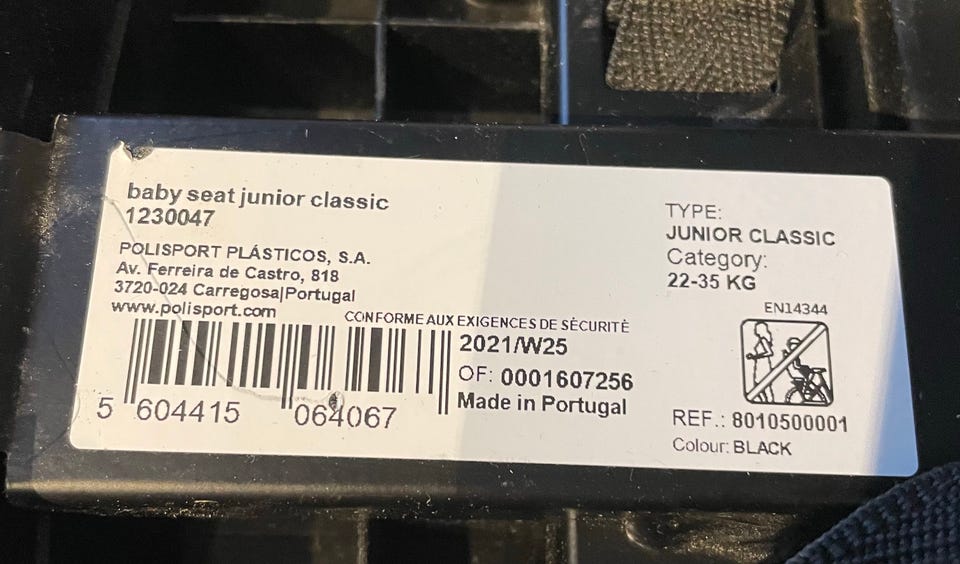 baby seat junior classic
1230047
POLISPORT PLÁSTICOS, S.A.
Av. Ferreira de Castro, 818
3720-024 Carregosa|Portugal
www.polisport.com
CONFORME AUX EXIGENCES DE SÉCURITÉ
2021/W25
OF: 0001607256
Made in Portugal
5 604415 064067
TYPE:
JUNIOR CLASSIC
Category:
22-35 KG
EN14344
REF.: 8010500001
Colour: BLACK